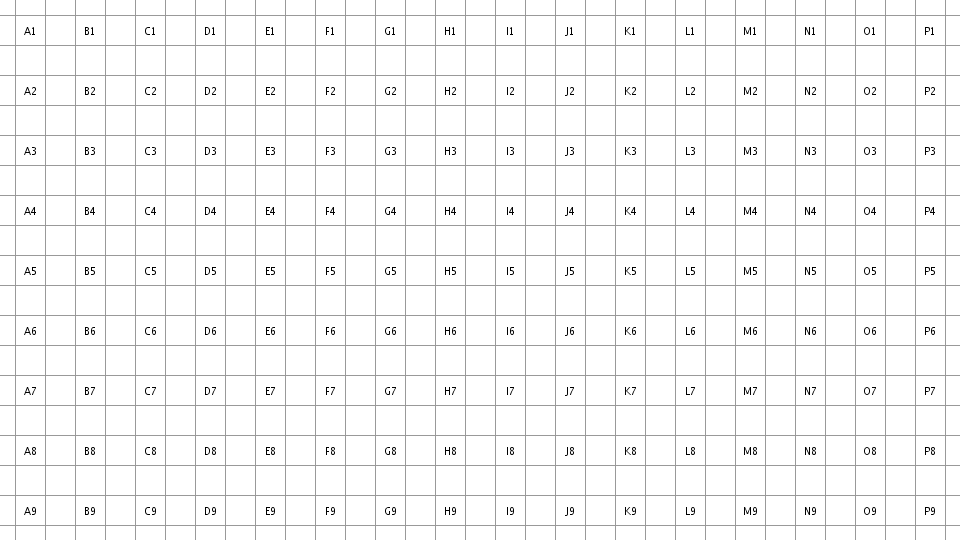 A1 B1 C1 D1 E1 F1 G1 H1 I1 J1 K1 L1 M1 N1 O1 P1
A2 B2 C2 D2 E2 F2 G2 H2 I2 J2 K2 L2 M2 N2 O2 P2
A3 B3 C3 D3 E3 F3 G3 H3 I3 J3 K3 L3 M3 N3 O3 P3
A4 B4 C4 D4 E4 F4 G4 H4 I4 J4 K4 L4 M4 N4 O4 P4
A5 B5 C5 D5 E5 F5 G5 H5 I5 J5 K5 L5 M5 N5 O5 P5
A6 B6 C6 D6 E6 F6 G6 H6 I6 J6 K6 L6 M6 N6 O6 P6
A7 B7 C7 D7 E7 F7 G7 H7 I7 J7 K7 L7 M7 N7 O7 P7
A8 B8 C8 D8 E8 F8 G8 H8 I8 J8 K8 L8 M8 N8 O8 P8
A9 B9 C9 D9 E9 F9 G9 H9 I9 J9 K9 L9 M9 N9 O9 P9